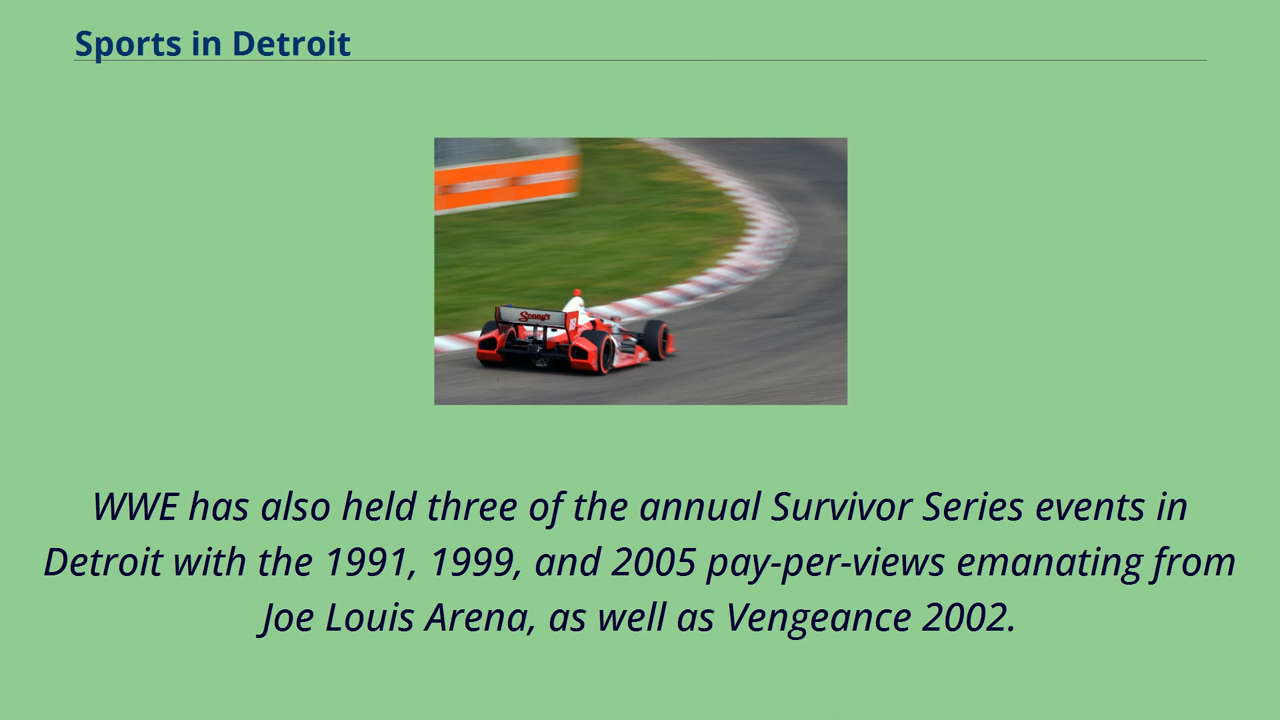 Sports in Detroit
Sonny's
WWE has also held three of the annual Survivor Series events in
Detroit with the 1991, 1999, and 2005 pay-per-views emanating from
Joe Louis Arena, as well as Vengeance 2002.